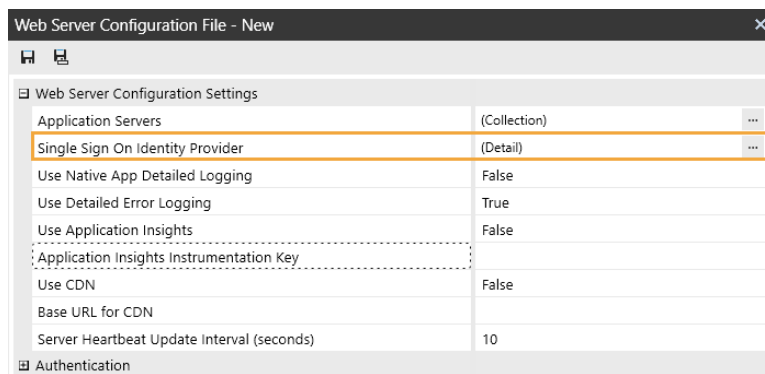 Web Server Configuration File - New
Web Server Configuration Settings
Application Servers (Collection) ...
Single Sign On Identity Provider (Detail) ...
Use Native App Detailed Logging False
Use Detailed Error Logging True
Use Application Insights False
Application Insights Instrumentation Key
Use CDN False
Base URL for CDN
Server Heartbeat Update Interval (seconds) 10
Authentication